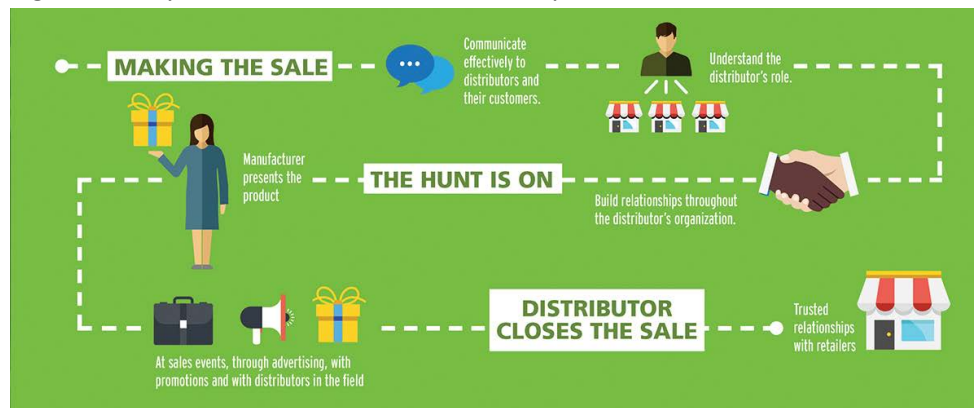 MAKING THE SALE
Communicate
effectively to
distributors and
their customers.
Understand the
distributor's role.
Build relationships throughout
the distributor's organization.
THE HUNT IS ON
Manufacturer
presents the
product
At sales events, through advertising, with
promotions and with distributors in the field
DISTRIBUTOR
CLOSES THE SALE
Trusted
relationships
with retailers